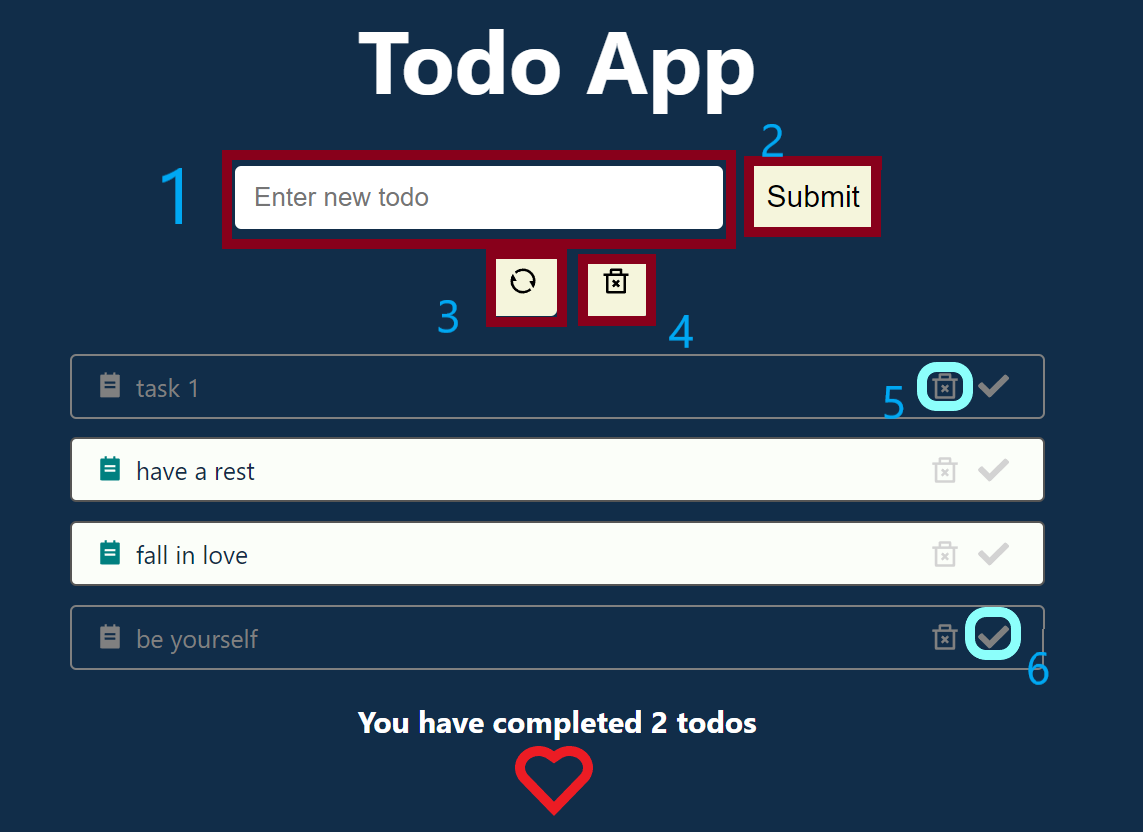 Todo App
2
1
Enter new todo
Submit
3
4
task 1
5
have a rest
fall in love
be yourself
6
You have completed 2 todos